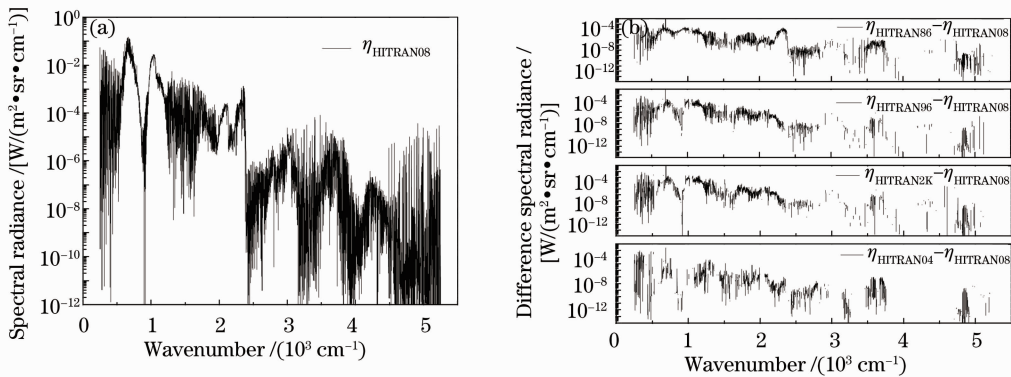 (a)
η_HITRAN08
10⁰
10⁻²
10⁻⁴
10⁻⁶
10⁻⁸
10⁻¹⁰
10⁻¹²
Spectral radiance /[W/(m²•sr•cm⁻¹)]
0 1 2 3 4 5
Wavenumber /(10³ cm⁻¹)
(b)
η_HITRAN86−η_HITRAN08
10⁻⁴
10⁻⁸
10⁻¹²
η_HITRAN96−η_HITRAN08
10⁻⁴
10⁻⁸
10⁻¹²
η_HITRAN2K−η_HITRAN08
10⁻⁴
10⁻⁸
10⁻¹²
η_HITRAN04−η_HITRAN08
10⁻⁴
10⁻⁸
10⁻¹²
Difference spectral radiance /
[W/(m²•sr•cm⁻¹)]
0 1 2 3 4 5
Wavenumber /(10³ cm⁻¹)